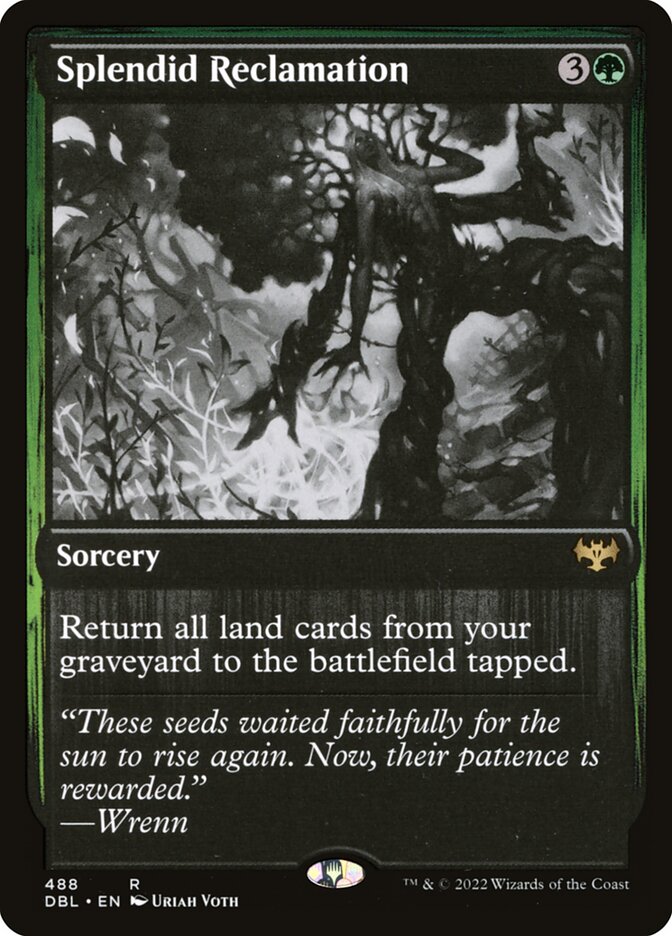 Splendid Reclamation 3
Sorcery
Return all land cards from your
graveyard to the battlefield tapped.
“These seeds waited faithfully for the
sun to rise again. Now, their patience is
rewarded.”
—Wrenn
488 R
DBL • EN Uriah Voth
™ & © 2022 Wizards of the Coast